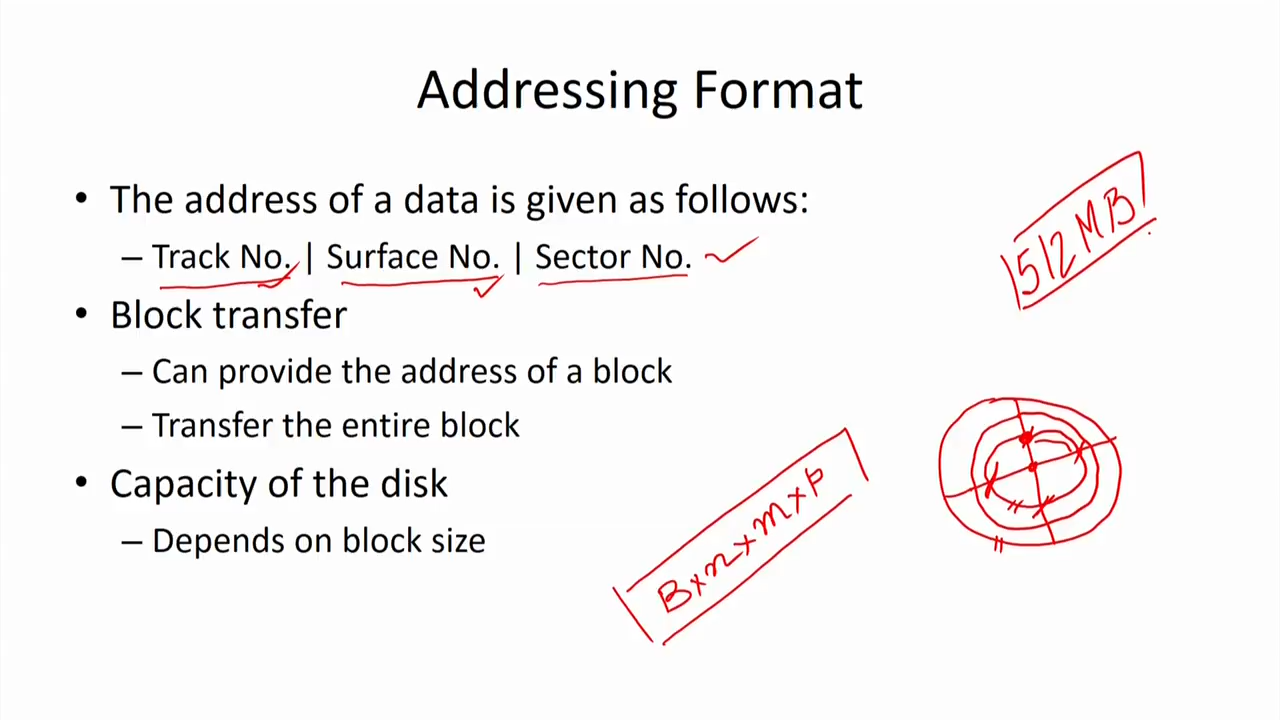 Addressing Format
• The address of a data is given as follows:
– Track No. | Surface No. | Sector No.
512 MB
• Block transfer
– Can provide the address of a block
– Transfer the entire block
• Capacity of the disk
– Depends on block size
B×n×m×p